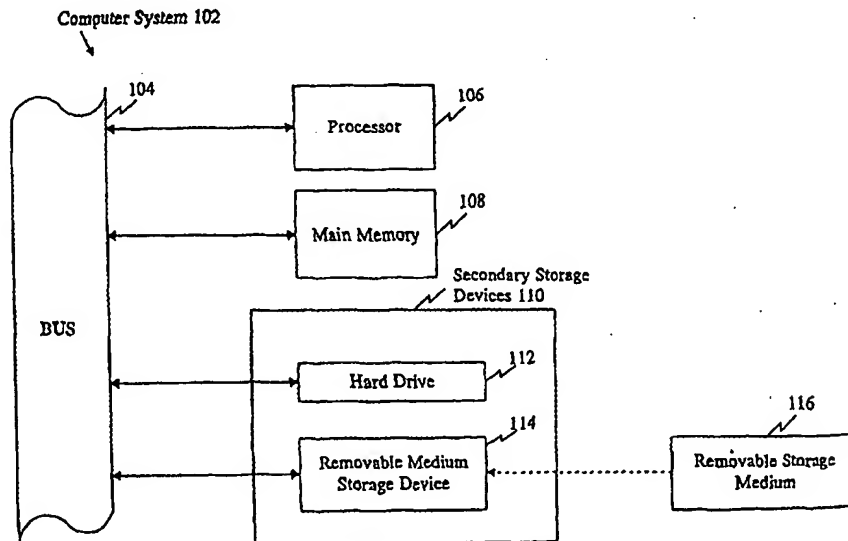 Computer System 102
104
106
Processor
108
Main Memory
Secondary Storage
Devices 110
BUS
112
Hard Drive
114
116
Removable Medium
Storage Device
Removable Storage
Medium